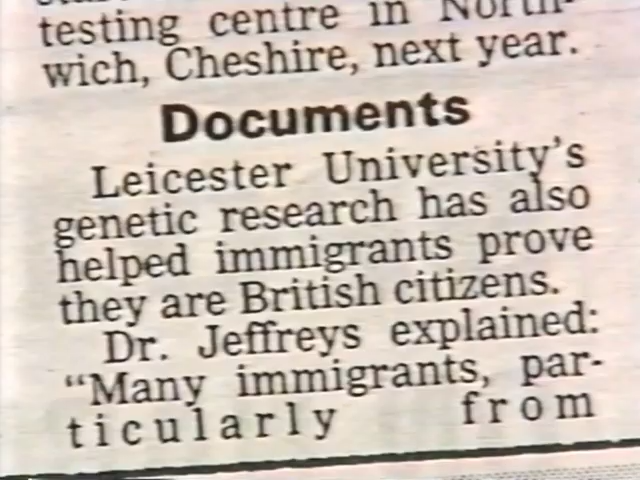 testing centre in North-
wich, Cheshire, next year.
Documents
Leicester University's
genetic research has also
helped immigrants prove
they are British citizens.
Dr. Jeffreys explained:
"Many immigrants, par-
ticularly from